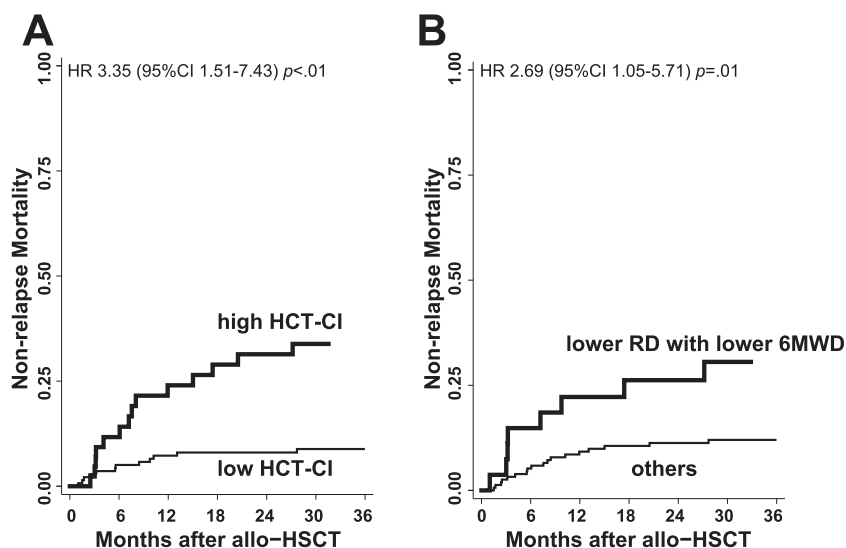 A
HR 3.35 (95%CI 1.51-7.43) p<.01
Non-relapse Mortality
1.00
0.75
0.50
0.25
0.00
high HCT-CI
low HCT-CI
0 6 12 18 24 30 36
Months after allo−HSCT
B
HR 2.69 (95%CI 1.05-5.71) p=.01
Non-relapse Mortality
1.00
0.75
0.50
0.25
0.00
lower RD with lower 6MWD
others
0 6 12 18 24 30 36
Months after allo−HSCT